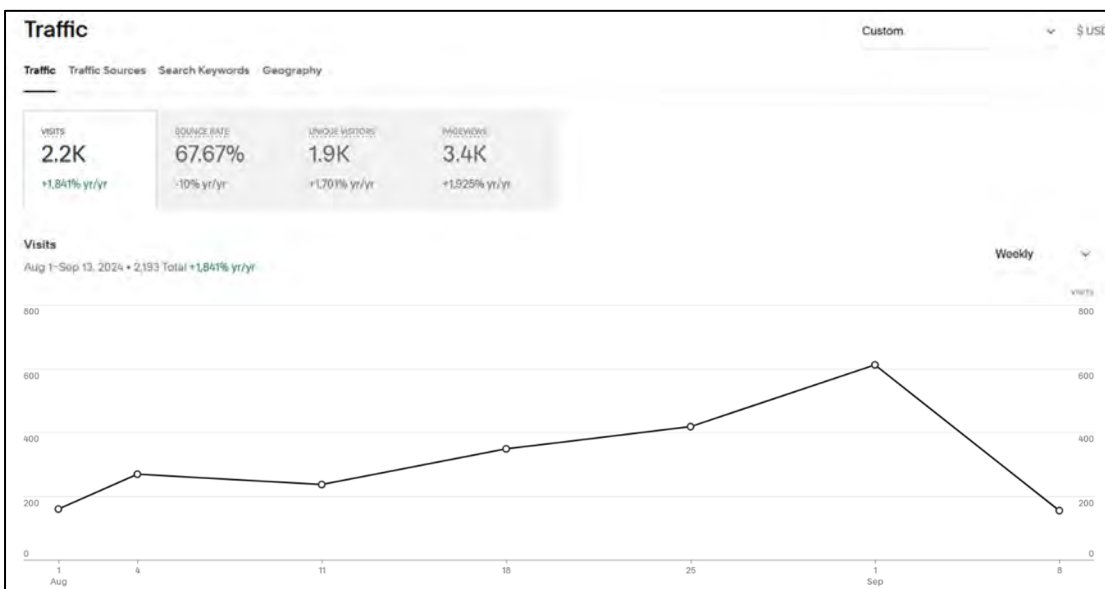 Traffic
Custom
$ USD
Traffic Traffic Sources Search Keywords Geography
VISITS BOUNCE RATE UNIQUE VISITORS PAGEVIEWS
2.2K 67.67% 1.9K 3.4K
+1,841% yr/yr -10% yr/yr +1,701% yr/yr +1,925% yr/yr
Visits
Weekly
Aug 1–Sep 13, 2024 • 2,193 Total +1,841% yr/yr
VISITS
800 800
600 600
400 400
200 200
0 0
1 4 11 18 25 1 8
Aug Sep